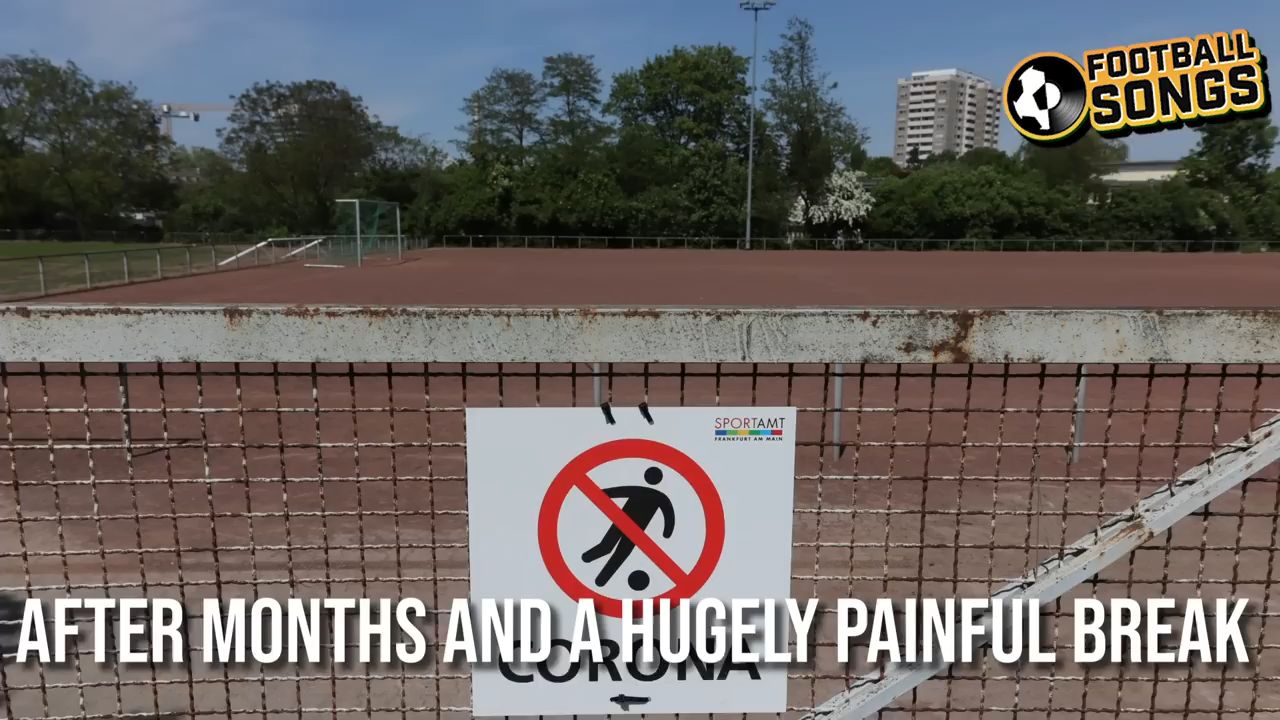 FOOTBALL
SONGS
SPORTAMT
FRANKFURT AM MAIN
AFTER MONTHS AND A HUGELY PAINFUL BREAK
CORONA